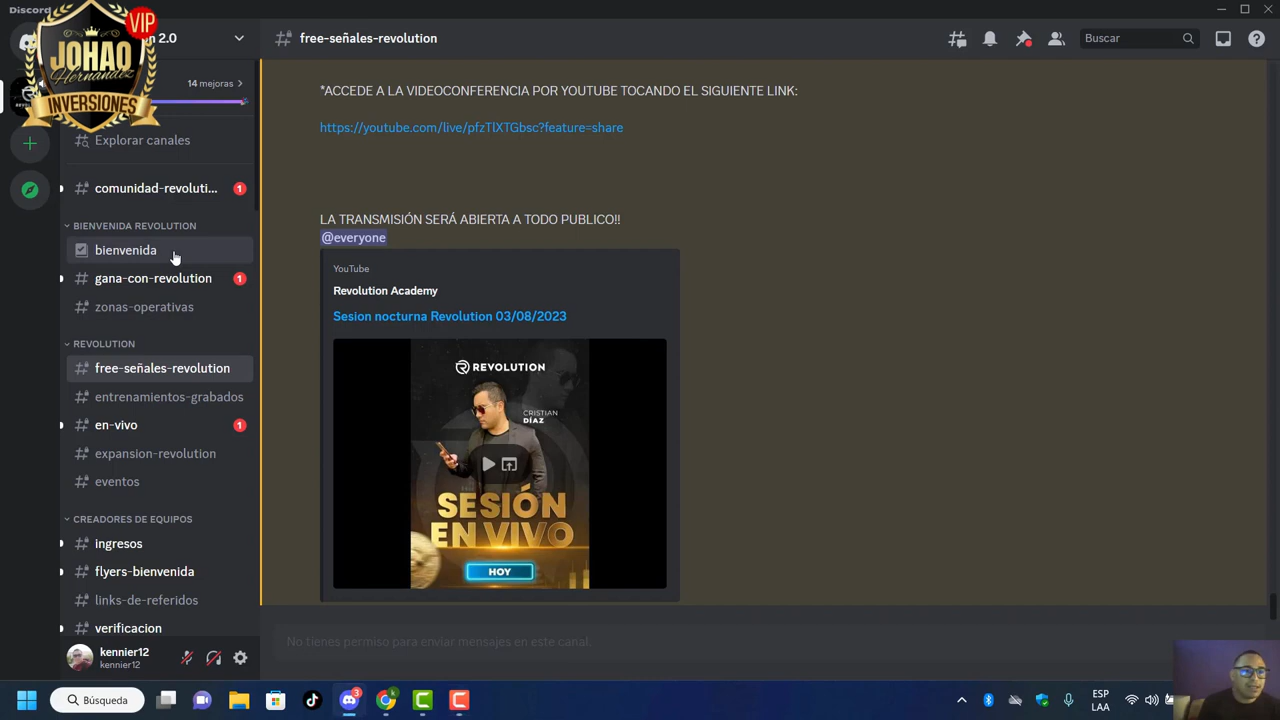 Discord
VIP
JOHAO
Hernandez
INVERSIONES
2.0
14 mejoras
Explorar canales
comunidad-revoluti...
1
BIENVENIDA REVOLUTION
bienvenida
gana-con-revolution
1
zonas-operativas
REVOLUTION
free-señales-revolution
entrenamientos-grabados
en-vivo
1
expansion-revolution
eventos
CREADORES DE EQUIPOS
ingresos
flyers-bienvenida
links-de-referidos
verificacion
kennier12
kennier12
free-señales-revolution
Buscar
*ACCEDE A LA VIDEOCONFERENCIA POR YOUTUBE TOCANDO EL SIGUIENTE LINK:
https://youtube.com/live/pfzTlXTGbsc?feature=share
LA TRANSMISIÓN SERÁ ABIERTA A TODO PUBLICO!!
@everyone
YouTube
Revolution Academy
Sesion nocturna Revolution 03/08/2023
REVOLUTION
CRISTIAN
DÍAZ
SESIÓN
EN VIVO
HOY
No tienes permiso para enviar mensajes en este canal.
Búsqueda
3
ESP
LAA